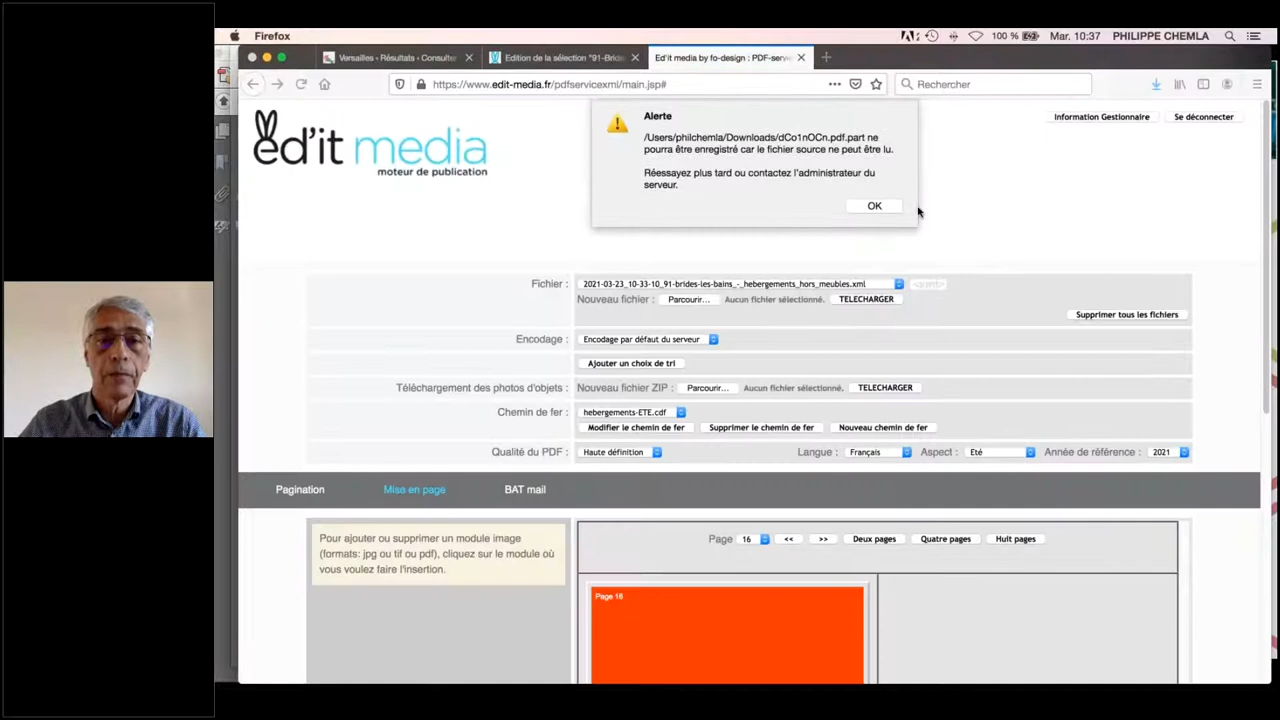 Firefox
100 %
Mar. 10:37
PHILIPPE CHEMLA
Versailles • Résultats • Consulter
Edition de la sélection "91-Brides
Ed'it media by fo-design : PDF-serv
https://www.edit-media.fr/pdfservicexml/main.jsp#
Rechercher
ed'it media
moteur de publication
Alerte
/Users/philchemla/Downloads/dCo1nOCn.pdf.part ne
pourra être enregistré car le fichier source ne peut être lu.
Réessayez plus tard ou contactez l'administrateur du
serveur.
OK
Information Gestionnaire
Se déconnecter
Fichier :
2021-03-23_10-33-10_91-brides-les-bains_-_hebergements_hors_meubles.xml
Nouveau fichier :
Parcourir...
Aucun fichier sélectionné.
TELECHARGER
Supprimer tous les fichiers
Encodage :
Encodage par défaut du serveur
Ajouter un choix de tri
Téléchargement des photos d'objets :
Nouveau fichier ZIP :
Parcourir...
Aucun fichier sélectionné.
TELECHARGER
Chemin de fer :
hebergements-ETE.cdf
Modifier le chemin de fer
Supprimer le chemin de fer
Nouveau chemin de fer
Qualité du PDF :
Haute définition
Langue :
Français
Aspect :
Eté
Année de référence :
2021
Pagination
Mise en page
BAT mail
Pour ajouter ou supprimer un module image
(formats: jpg ou tif ou pdf), cliquez sur le module où
vous voulez faire l'insertion.
Page
16
<<
>>
Deux pages
Quatre pages
Huit pages
Page 16